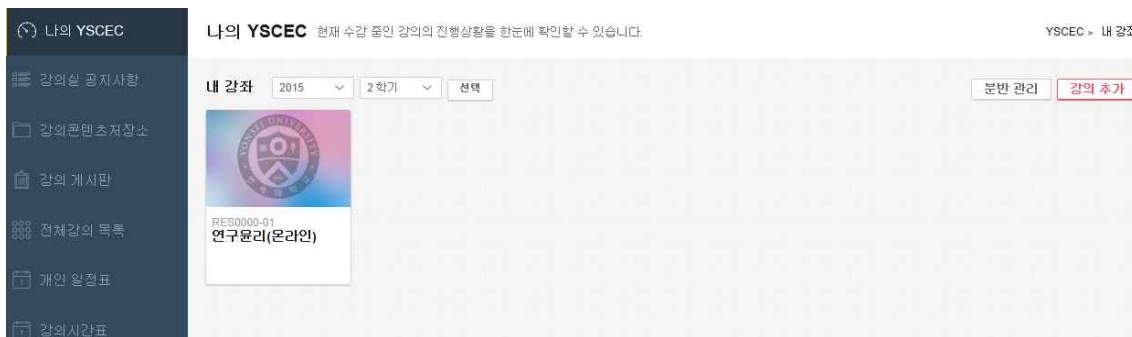 나의 YSCEC
강의실 공지사항
강의콘텐츠저장소
강의 게시판
전체강의 목록
개인 일정표
강의시간표
나의 YSCEC 현재 수강 중인 강의의 진행상황을 한눈에 확인할 수 있습니다.
YSCEC ▸ 내 강좌
내 강좌 2015 2학기 선택
분반 관리 강의 추가
YONSEI UNIVERSITY
RES0000-01
연구윤리(온라인)